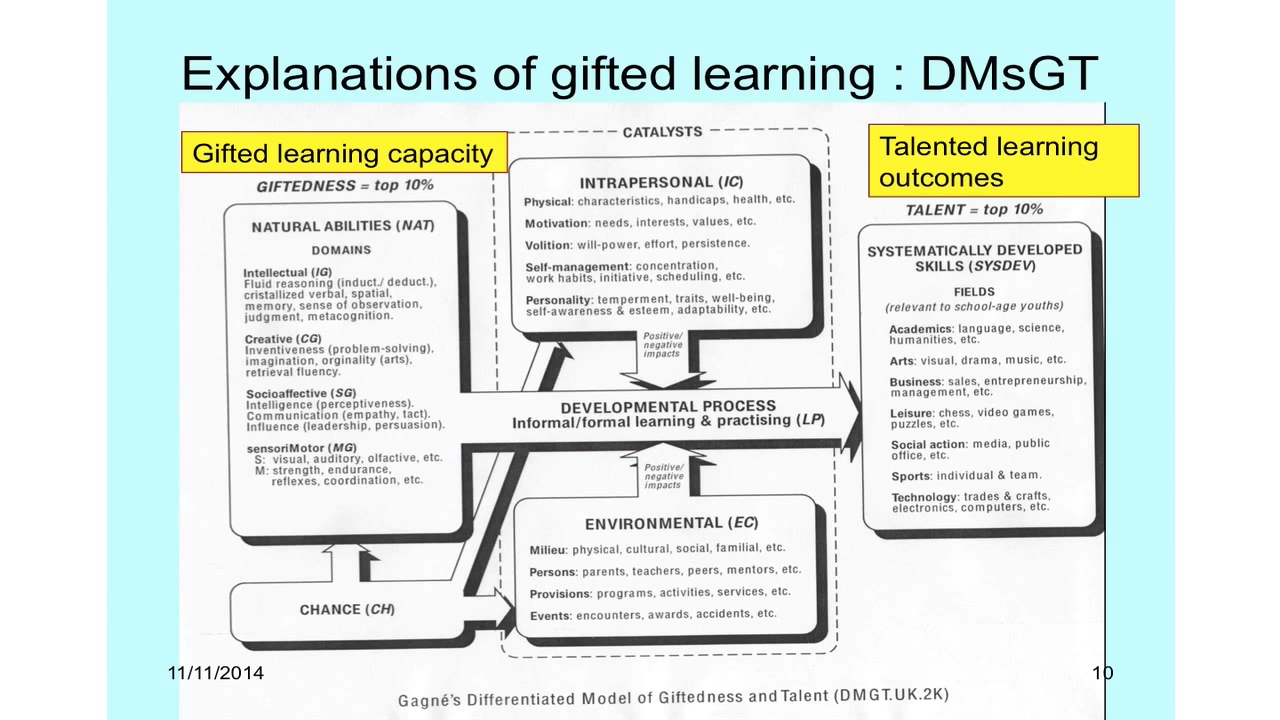 Explanations of gifted learning : DMsGT
Gifted learning capacity
GIFTEDNESS = top 10%
NATURAL ABILITIES (NAT)
DOMAINS
Intellectual (IG)
Fluid reasoning (induct./ deduct.),
cristallized verbal, spatial,
memory, sense of observation,
judgment, metacognition.
Creative (CG)
Inventiveness (problem-solving).
imagination, orginality (arts),
retrieval fluency.
Socioaffective (SG)
Intelligence (perceptiveness).
Communication (empathy, tact).
Influence (leadership, persuasion).
sensoriMotor (MG)
S: visual, auditory, olfactive, etc.
M: strength, endurance,
reflexes, coordination, etc.
CHANCE (CH)
CATALYSTS
INTRAPERSONAL (IC)
Physical: characteristics, handicaps, health, etc.
Motivation: needs, interests, values, etc.
Volition: will-power, effort, persistence.
Self-management: concentration,
work habits, initiative, scheduling, etc.
Personality: temperment, traits, well-being,
self-awareness & esteem, adaptability, etc.
Positive/
negative
impacts
DEVELOPMENTAL PROCESS
Informal/formal learning & practising (LP)
Positive/
negative
impacts
ENVIRONMENTAL (EC)
Milieu: physical, cultural, social, familial, etc.
Persons: parents, teachers, peers, mentors, etc.
Provisions: programs, activities, services, etc.
Events: encounters, awards, accidents, etc.
Talented learning
outcomes
TALENT = top 10%
SYSTEMATICALLY DEVELOPED
SKILLS (SYSDEV)
FIELDS
(relevant to school-age youths)
Academics: language, science,
humanities, etc.
Arts: visual, drama, music, etc.
Business: sales, entrepreneurship,
management, etc.
Leisure: chess, video games,
puzzles, etc.
Social action: media, public
office, etc.
Sports: individual & team.
Technology: trades & crafts,
electronics, computers, etc.
11/11/2014
10
Gagné's Differentiated Model of Giftedness and Talent (DMGT.UK.2K)